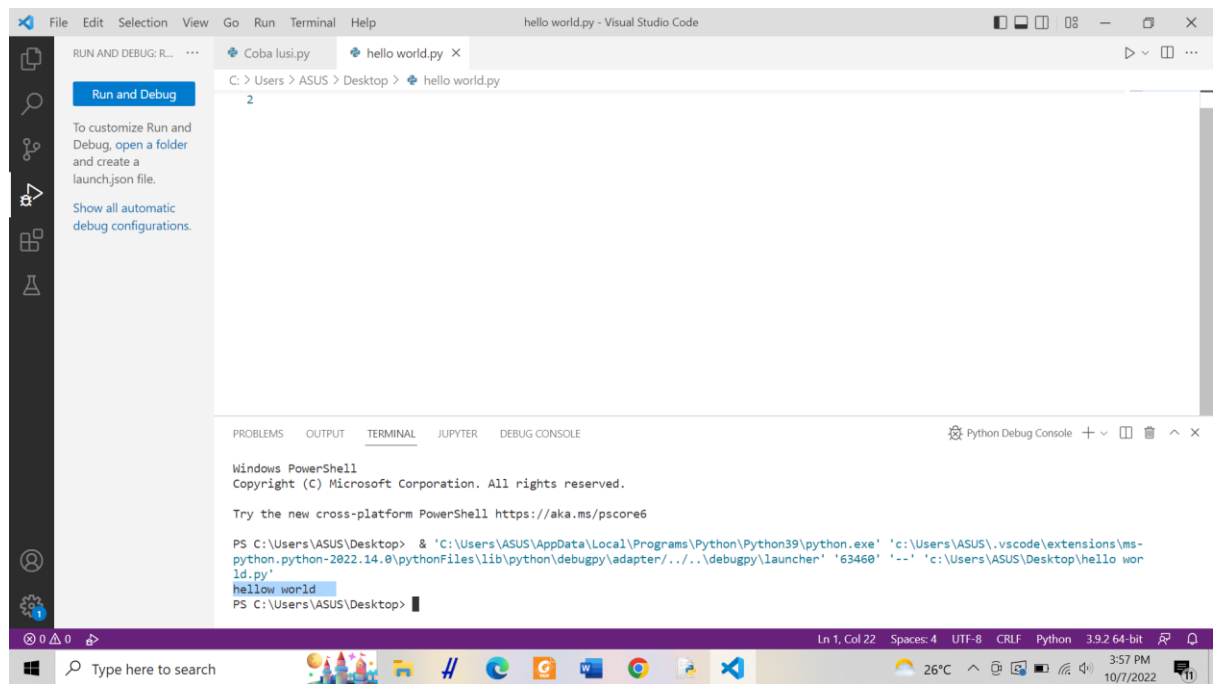 File Edit Selection View Go Run Terminal Help
hello world.py - Visual Studio Code
RUN AND DEBUG: R... ···
Coba lusi.py
hello world.py
C: > Users > ASUS > Desktop > hello world.py
Run and Debug
To customize Run and
Debug, open a folder
and create a
launch.json file.
Show all automatic
debug configurations.
2
PROBLEMS OUTPUT TERMINAL JUPYTER DEBUG CONSOLE
Python Debug Console
Windows PowerShell
Copyright (C) Microsoft Corporation. All rights reserved.
Try the new cross-platform PowerShell https://aka.ms/pscore6
PS C:\Users\ASUS\Desktop>  & 'C:\Users\ASUS\AppData\Local\Programs\Python\Python39\python.exe' 'c:\Users\ASUS\.vscode\extensions\ms-
python.python-2022.14.0\pythonFiles\lib\python\debugpy\adapter/../..\debugpy\launcher' '63460' '--' 'c:\Users\ASUS\Desktop\hello wor
ld.py'
hellow world
PS C:\Users\ASUS\Desktop>
1
0 0
Ln 1, Col 22 Spaces: 4 UTF-8 CRLF Python 3.9.2 64-bit
Type here to search
26°C
3:57 PM
10/7/2022
11